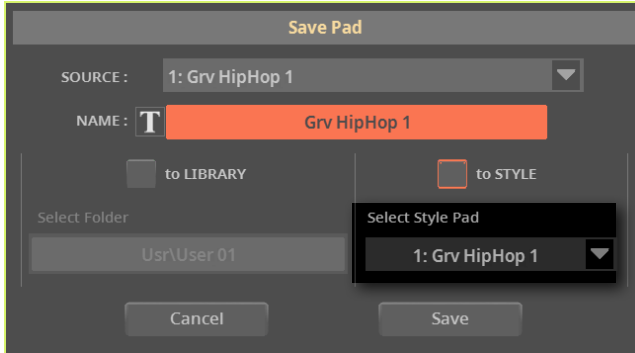 Save Pad
SOURCE : 1: Grv HipHop 1
NAME : T Grv HipHop 1
to LIBRARY to STYLE
Select Folder Select Style Pad
Usr\User 01 1: Grv HipHop 1
Cancel Save